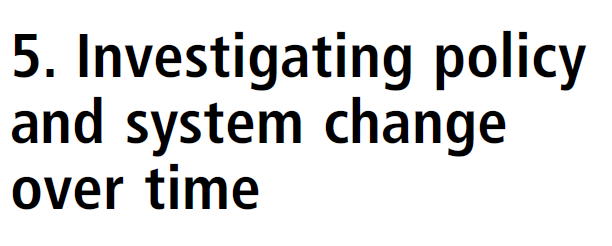 5. Investigating policy
and system change
over time